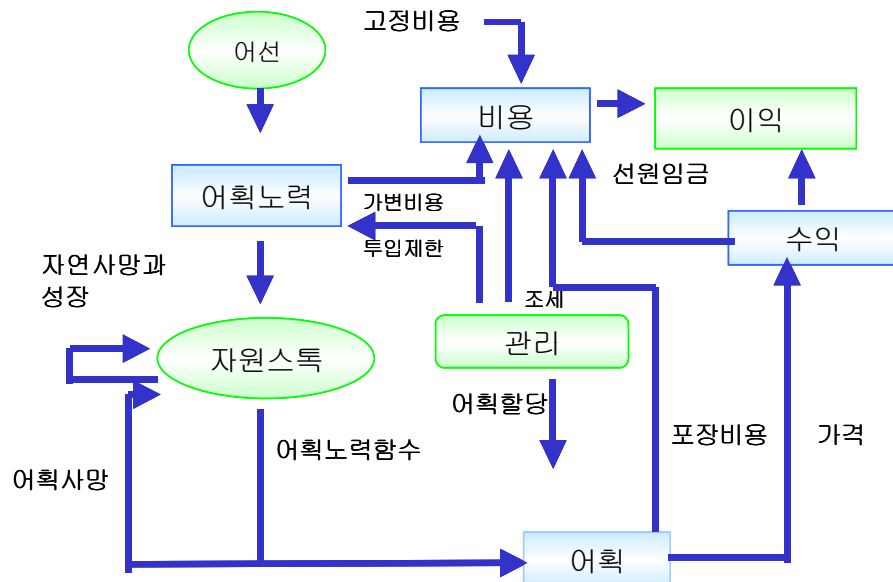 고정비용
어선
비용
이익
선원임금
어획노력
가변비용
수익
투입제한
자연사망과
성장
조세
관리
자원스톡
어획할당
어획노력함수
포장비용
가격
어획사망
어획